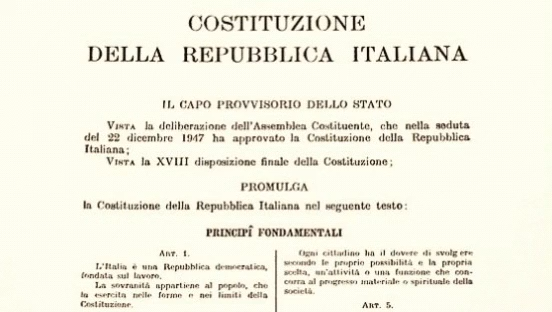 COSTITUZIONE
DELLA REPUBBLICA ITALIANA
IL CAPO PROVVISORIO DELLO STATO
VISTA la deliberazione dell'Assemblea Costituente, che nella seduta
del 22 dicembre 1947 ha approvato la Costituzione della Repubblica
Italiana;
VISTA la XVIII disposizione finale della Costituzione;
PROMULGA
la Costituzione della Repubblica Italiana nel seguente testo:
PRINCIPÎ FONDAMENTALI
ART. 1.
L'Italia è una Repubblica democratica,
fondata sul lavoro.
La sovranità appartiene al popolo, che
la esercita nelle forme e nei limiti della
Costituzione.
Ogni cittadino ha il dovere di svolgere
secondo le proprie possibilità e la propria
scelta, un'attività o una funzione che con-
corra al progresso materiale o spirituale della
società.
ART. 5.